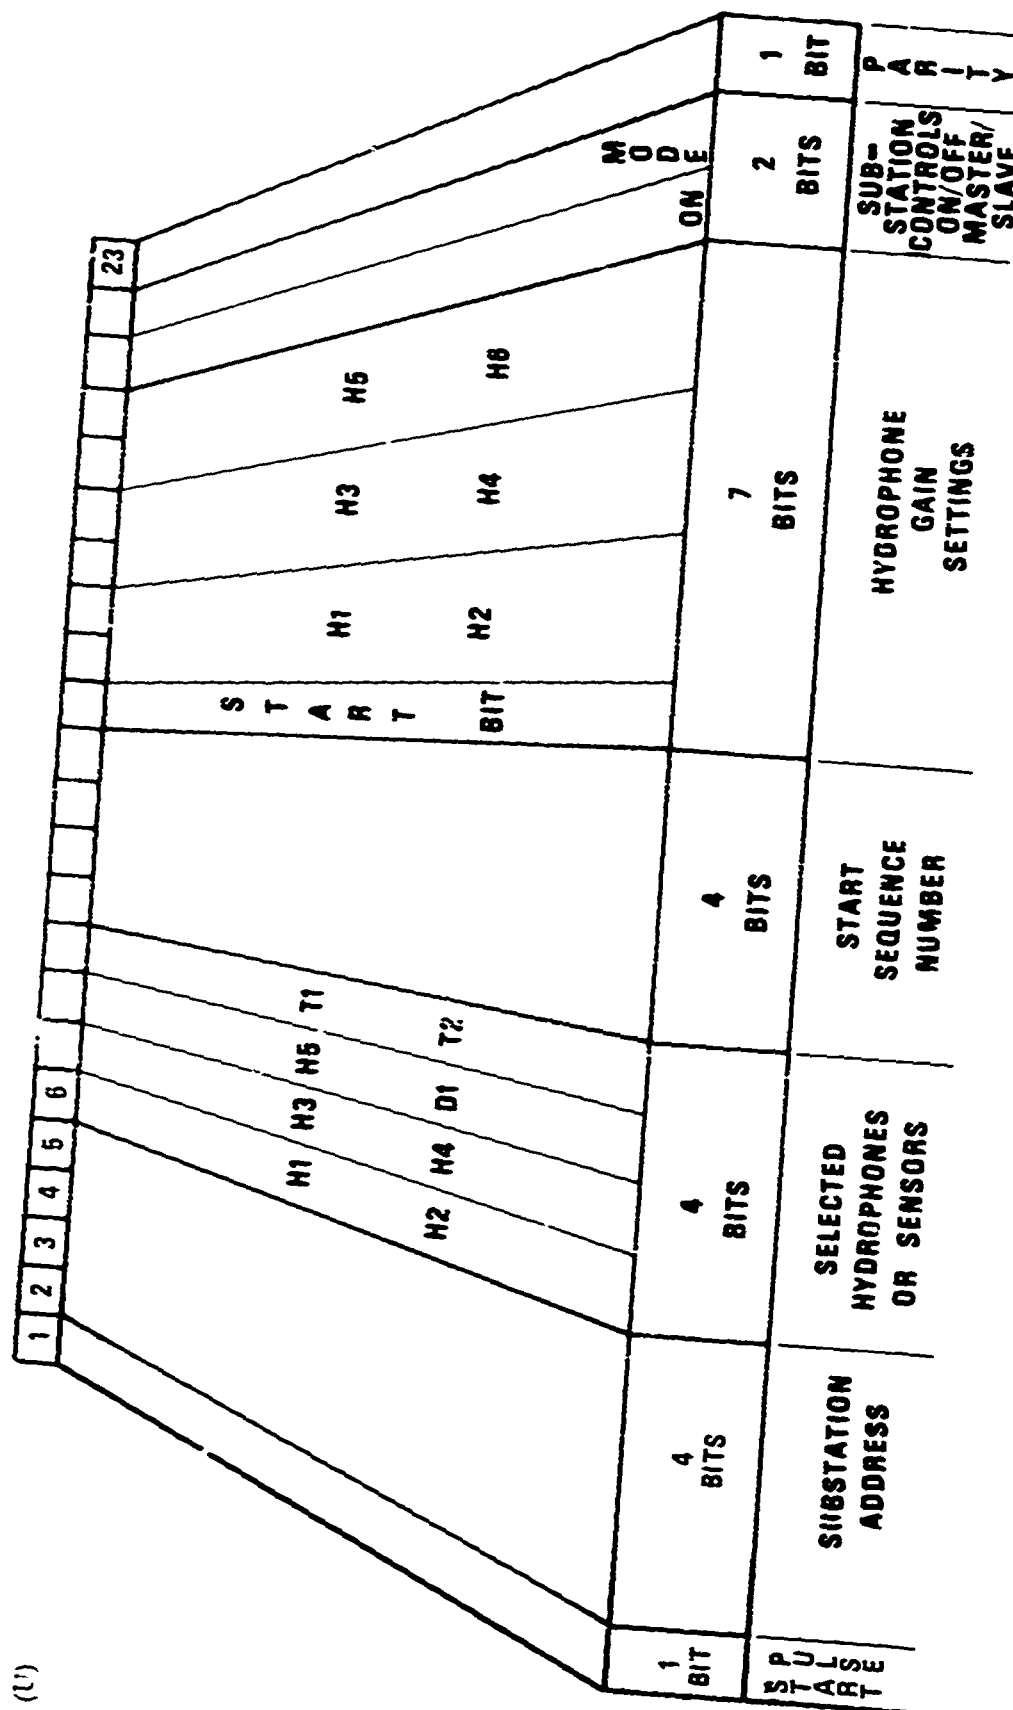 (U)
1 2 3 4 5 6 23
START BIT
H1 H3 H5 T1
H2 H4 D1 T2
H1 H3 H5
H2 H4 H6
ON MODE
1 BIT
4 BITS
4 BITS
4 BITS
7 BITS
2 BITS
1 BIT
START PULSE
SUBSTATION
ADDRESS
SELECTED
HYDROPHONES
OR SENSORS
START
SEQUENCE
NUMBER
HYDROPHONE
GAIN
SETTINGS
SUB-
STATION
CONTROLS
ON/OFF
MASTER/
SLAVE
PARITY